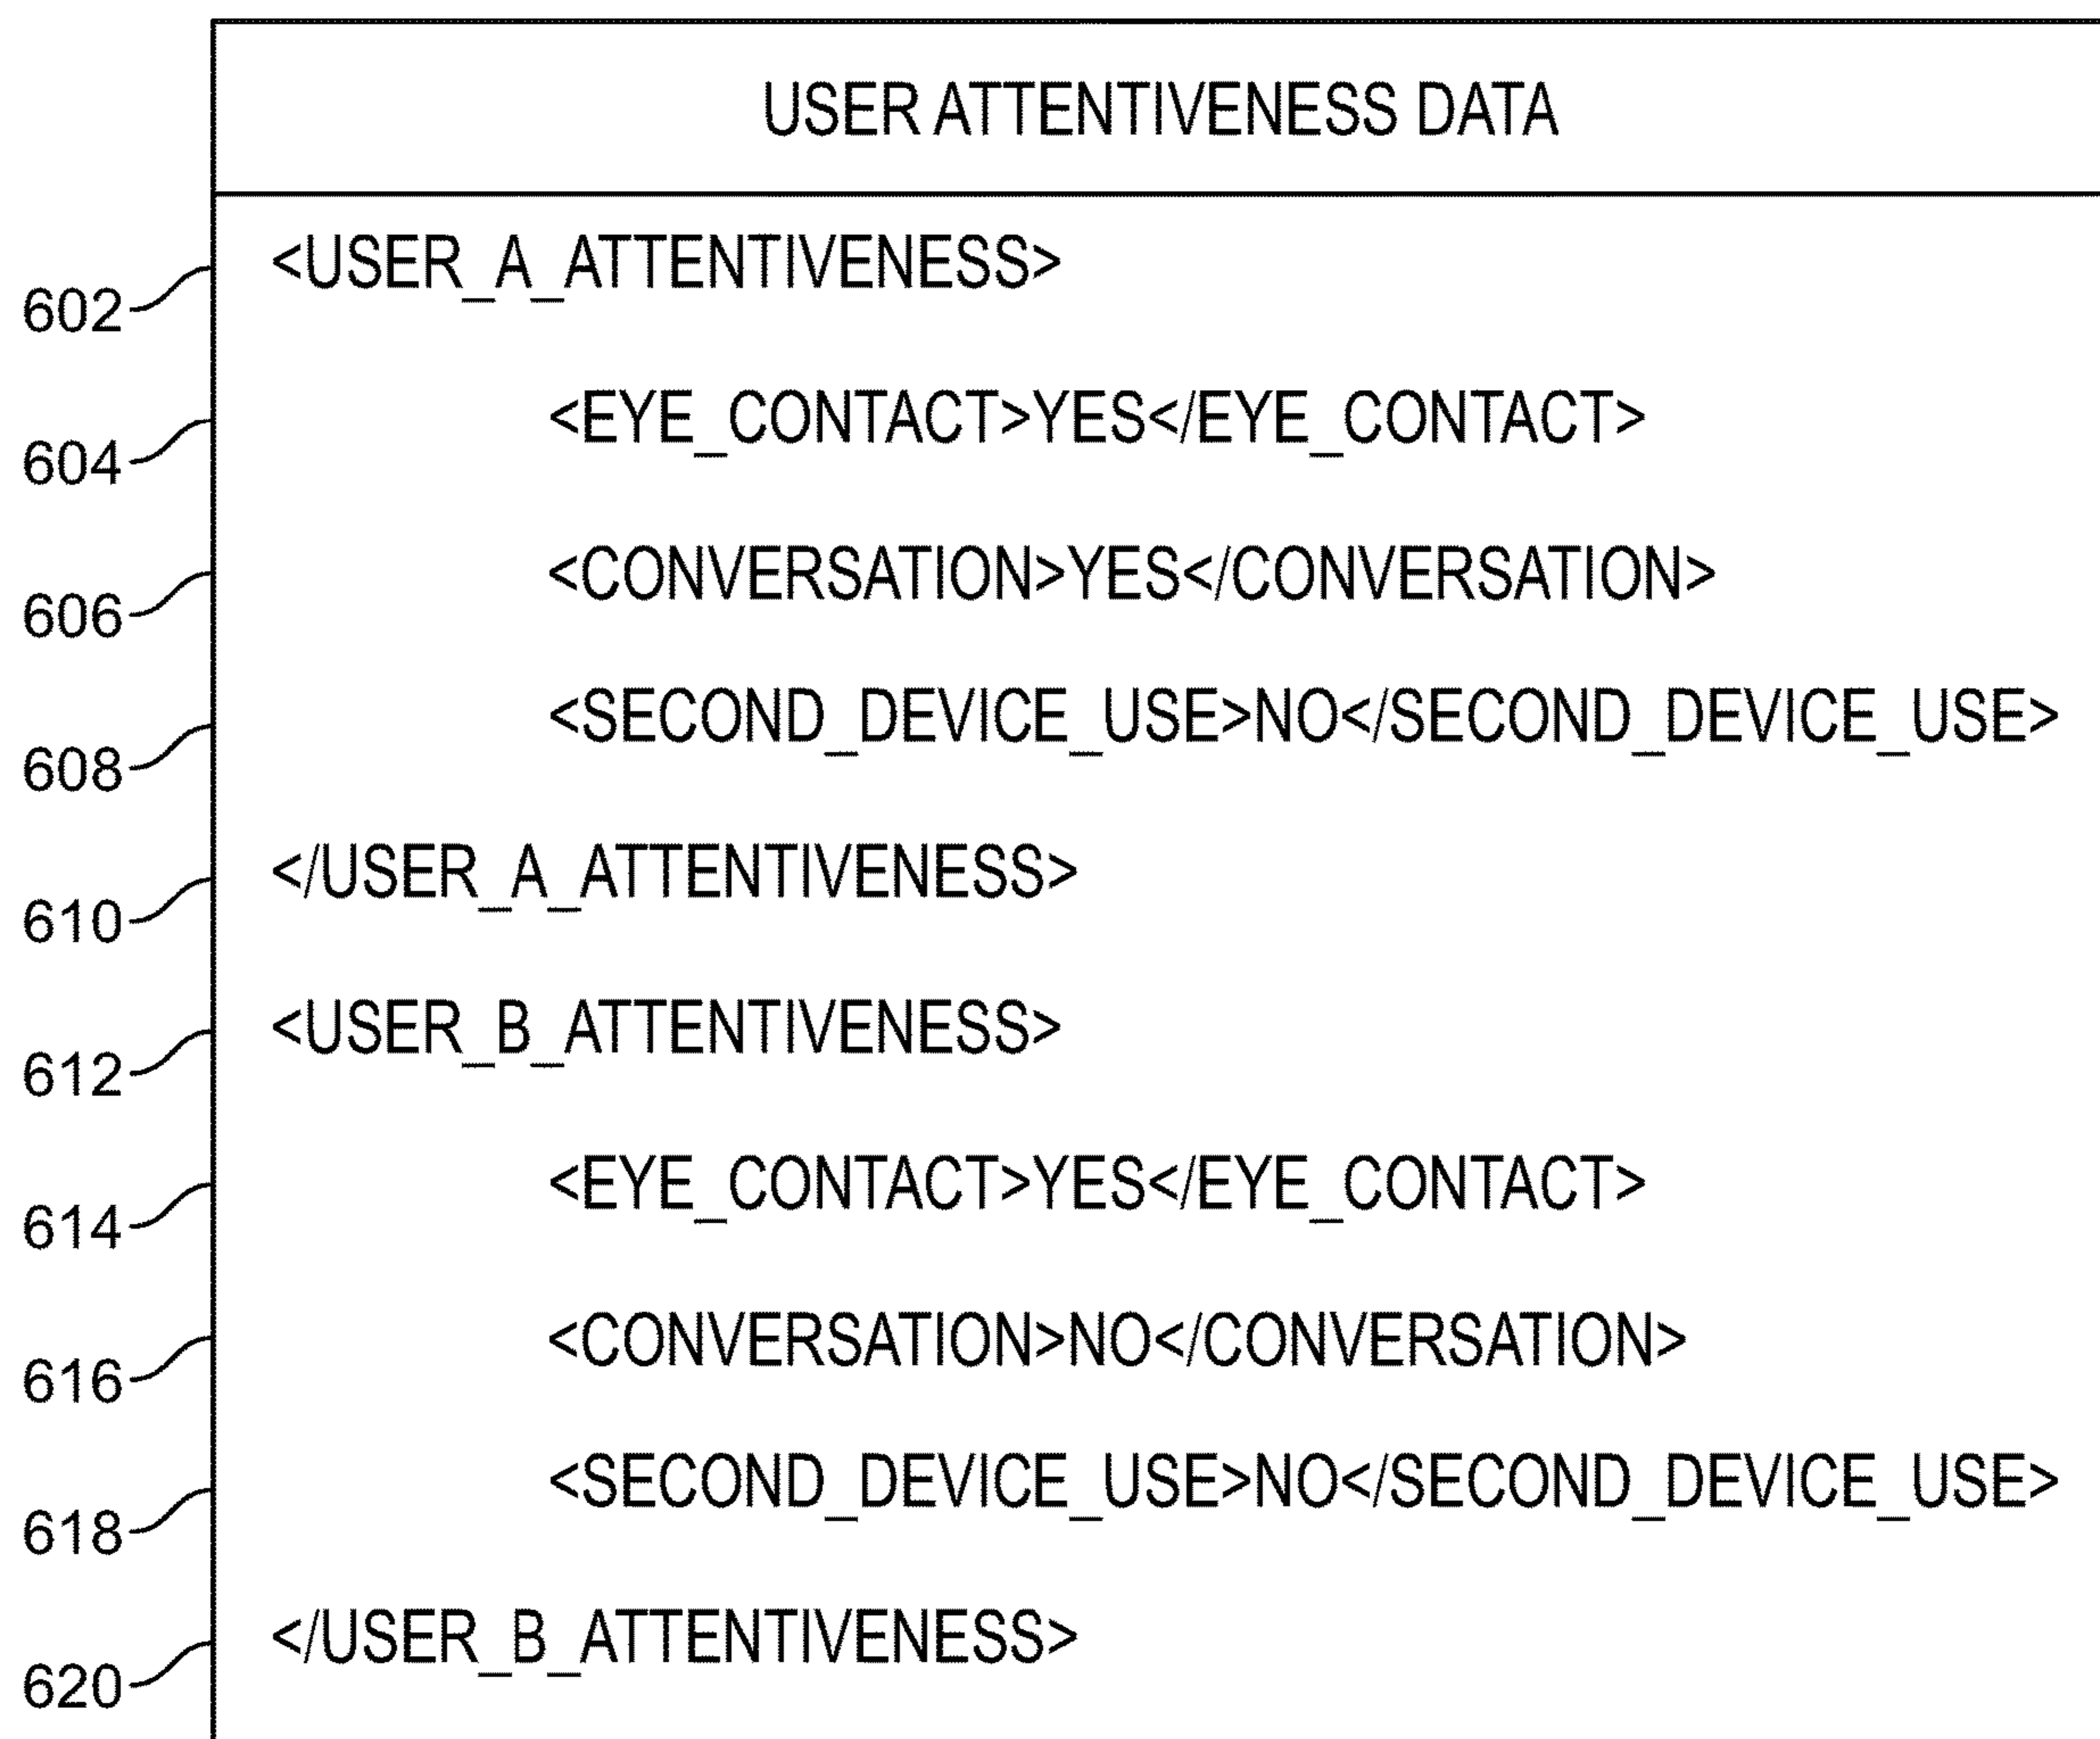 USER ATTENTIVENESS DATA
602 <USER_A_ATTENTIVENESS>
604 <EYE_CONTACT>YES</EYE_CONTACT>
606 <CONVERSATION>YES</CONVERSATION>
608 <SECOND_DEVICE_USE>NO</SECOND_DEVICE_USE>
610 </USER_A_ATTENTIVENESS>
612 <USER_B_ATTENTIVENESS>
614 <EYE_CONTACT>YES</EYE_CONTACT>
616 <CONVERSATION>NO</CONVERSATION>
618 <SECOND_DEVICE_USE>NO</SECOND_DEVICE_USE>
620 </USER_B_ATTENTIVENESS>